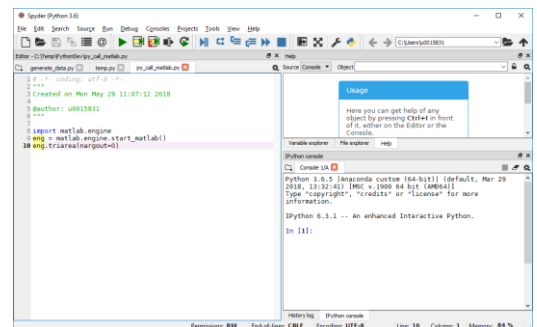 Spyder (Python 3.6)
File Edit Search Source Run Debug Consoles Projects Tools View Help
C:\Users\u0015831
Editor - C:\Temp\PythonDev\py_call_matlab.py
generate_data.py temp.py py_call_matlab.py
1 # -*- coding: utf-8 -*-
2 """
3 Created on Mon May 28 11:07:12 2018
4
5 @author: u0015831
6 """
7
8 import matlab.engine
9 eng = matlab.engine.start_matlab()
10 eng.triarea(nargout=0)
Help
Source Console Object
Usage
Here you can get help of any
object by pressing Ctrl+I in
front of it, either on the Editor or the
Console.
Variable explorer File explorer Help
IPython console
Console 1/A
Python 3.6.5 |Anaconda custom (64-bit)| (default, Mar 29
2018, 13:32:41) [MSC v.1900 64 bit (AMD64)]
Type "copyright", "credits" or "license" for more
information.
IPython 6.3.1 -- An enhanced Interactive Python.
In [1]:
History log IPython console
Permissions: RW End-of-lines: CRLF Encoding: UTF-8 Line: 10 Column: 1 Memory: 84 %